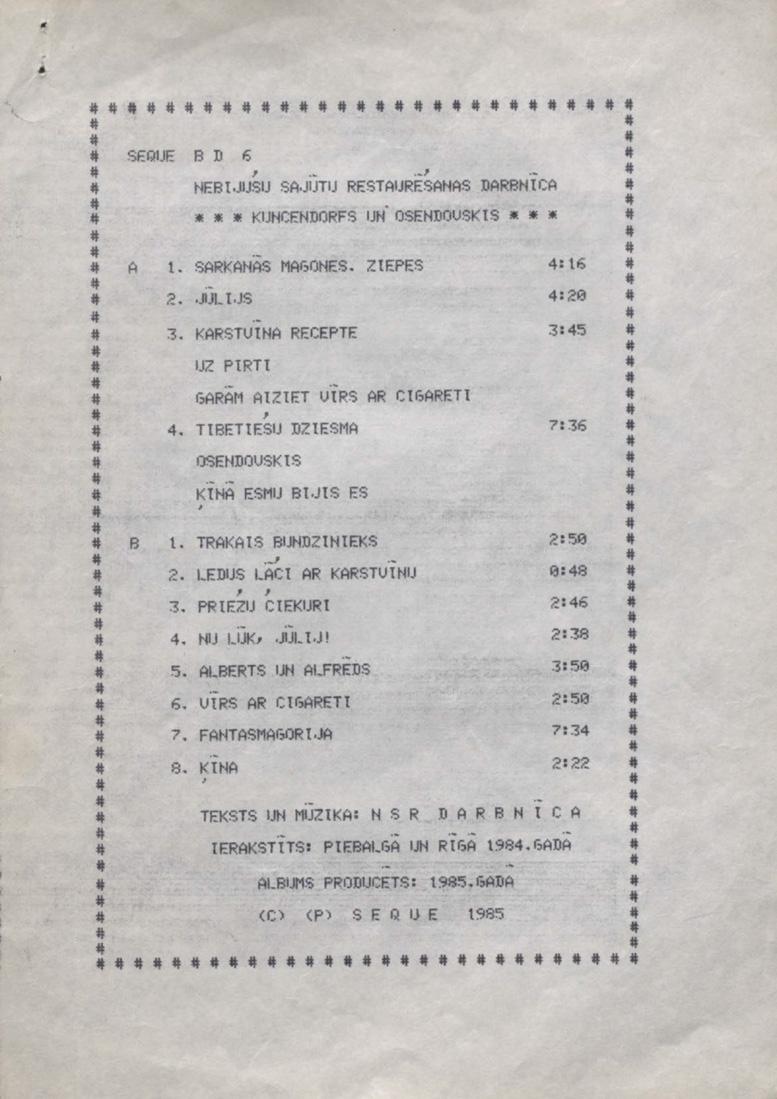 # # # # # # # # # # # # # # # # # # # # # # # # # # # # # #
SEQUE B D 6
NEBIJUŠU SAJŪTU RESTAURĒŠANAS DARBNĪCA
* * * KUNCENDORFS UN OSENDOVSKIS * * *
A 1. SARKANĀS MAGONES. ZIEPES 4:16
2. JŪLIJS 4:20
3. KARSTVĪNA RECEPTE 3:45
UZ PIRTI
GARĀM AIZIET VĪRS AR CIGARETI
4. TIBETIEŠU DZIESMA 7:36
OSENDOVSKIS
ĶĪNĀ ESMU BIJIS ES
B 1. TRAKAIS BUNDZINIEKS 2:50
2. LEDUS LĀČI AR KARSTVĪNU 0:48
3. PRIEŽU ČIEKURI 2:46
4. NU LŪK, JŪLIJ! 2:38
5. ALBERTS UN ALFRĒDS 3:50
6. VĪRS AR CIGARETI 2:50
7. FANTASMAGORIJA 7:34
8. ĶĪNA 2:22
TEKSTS UN MŪZIKA: N S R D A R B N Ī C A
IERAKSTĪTS: PIEBALGĀ UN RĪGĀ 1984.GADĀ
ALBUMS PRODUCĒTS: 1985.GADĀ
(C) (P) S E Q U E 1985
# # # # # # # # # # # # # # # # # # # # # # # # # # # # # #